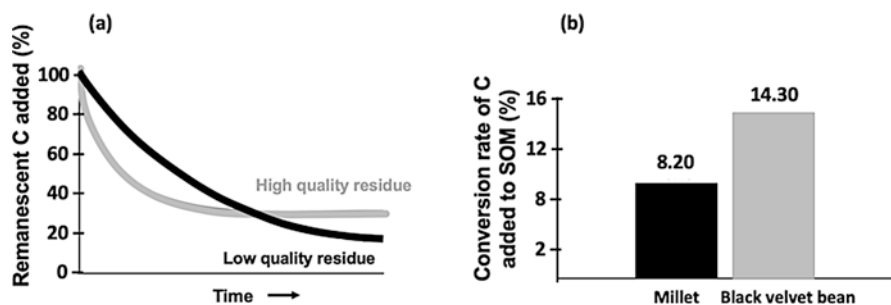 (a)
Remanescent C added (%)
100
80
60
40
20
0
High quality residue
Low quality residue
Time
(b)
Conversion rate of C
added to SOM (%)
16
12
8
2
8.20
14.30
Millet
Black velvet bean